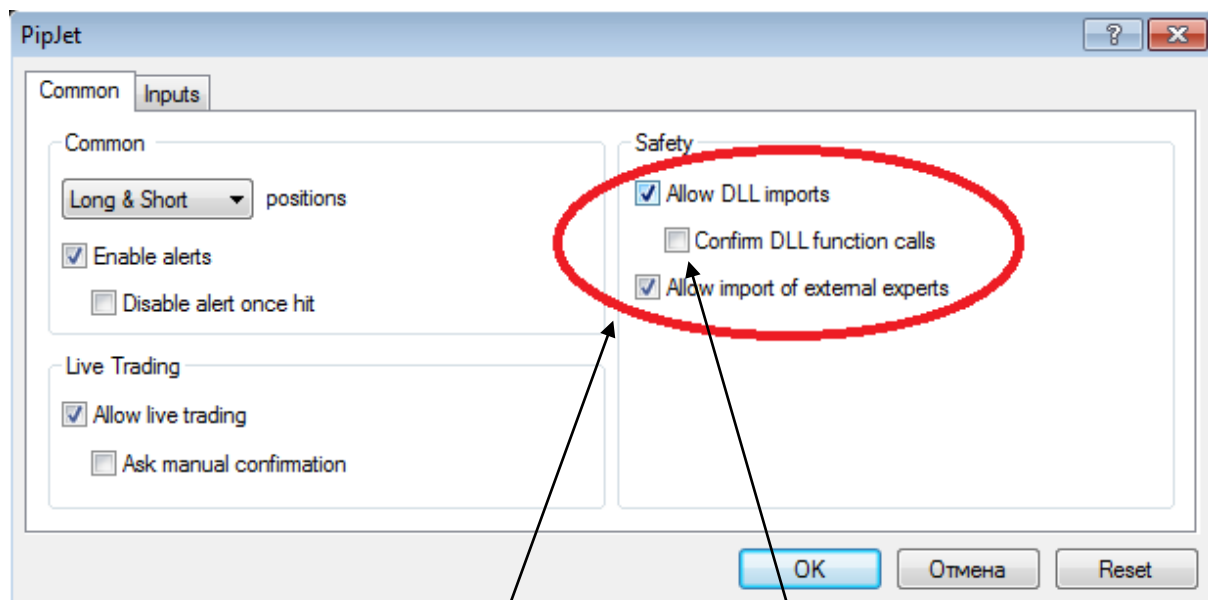 PipJet
Common Inputs
Common
Long & Short positions
Enable alerts
Disable alert once hit
Live Trading
Allow live trading
Ask manual confirmation
Safety
Allow DLL imports
Confirm DLL function calls
Allow import of external experts
OK Отмена Reset